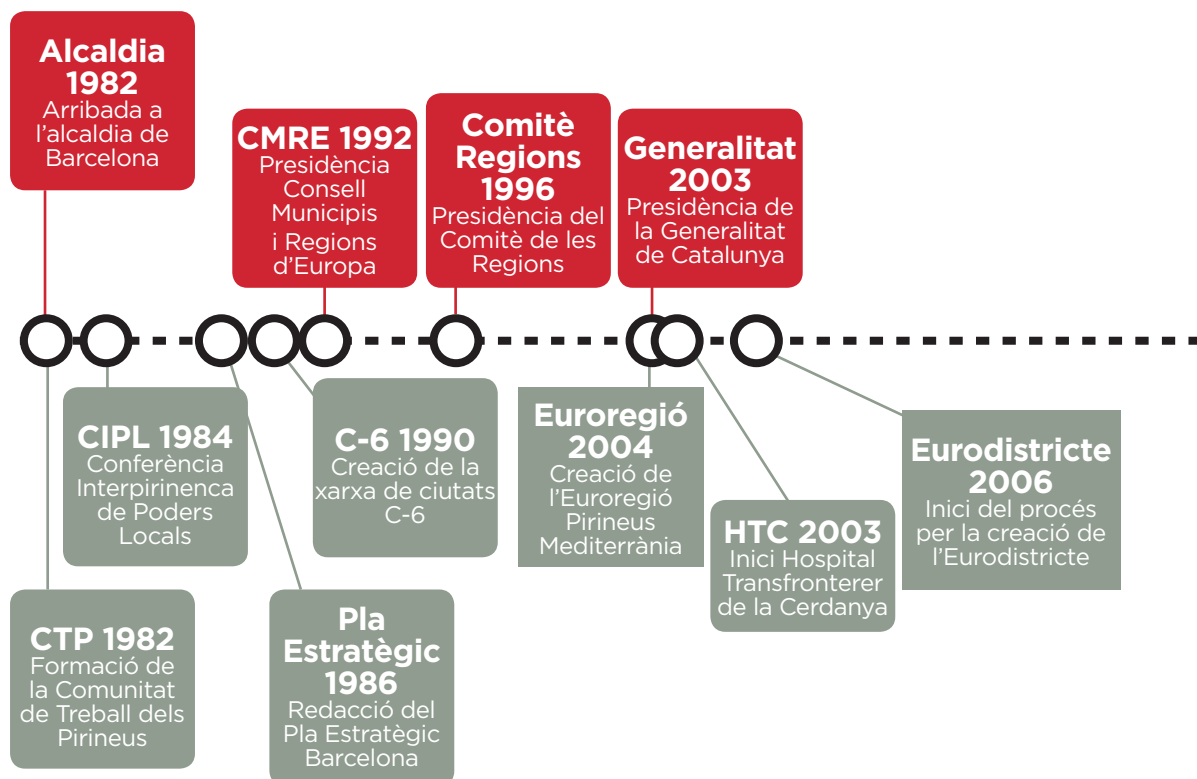 Alcaldia
1982
Arribada a
l’alcaldia de
Barcelona
CMRE 1992
Presidència
Consell
Municipis
i Regions
d’Europa
Comitè
Regions
1996
Presidència del
Comitè de les
Regions
Generalitat
2003
Presidència de
la Generalitat
de Catalunya
CIPL 1984
Conferència
Interpirinenca
de Poders
Locals
C-6 1990
Creació de la
xarxa de ciutats
C-6
Euroregió
2004
Creació de
l’Euroregió
Pirineus
Mediterrània
HTC 2003
Inici Hospital
Transfronterer
de la Cerdanya
Eurodistricte
2006
Inici del procés
per la creació de
l’Eurodistricte
CTP 1982
Formació de
la Comunitat
de Treball dels
Pirineus
Pla
Estratègic
1986
Redacció del
Pla Estratègic
Barcelona